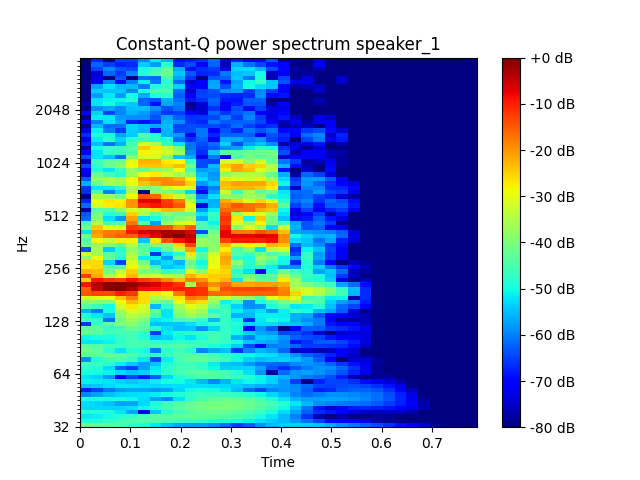 Constant-Q power spectrum speaker_1
Hz
2048
1024
512
256
128
64
32
0 0.1 0.2 0.3 0.4 0.5 0.6 0.7
Time
+0 dB
-10 dB
-20 dB
-30 dB
-40 dB
-50 dB
-60 dB
-70 dB
-80 dB